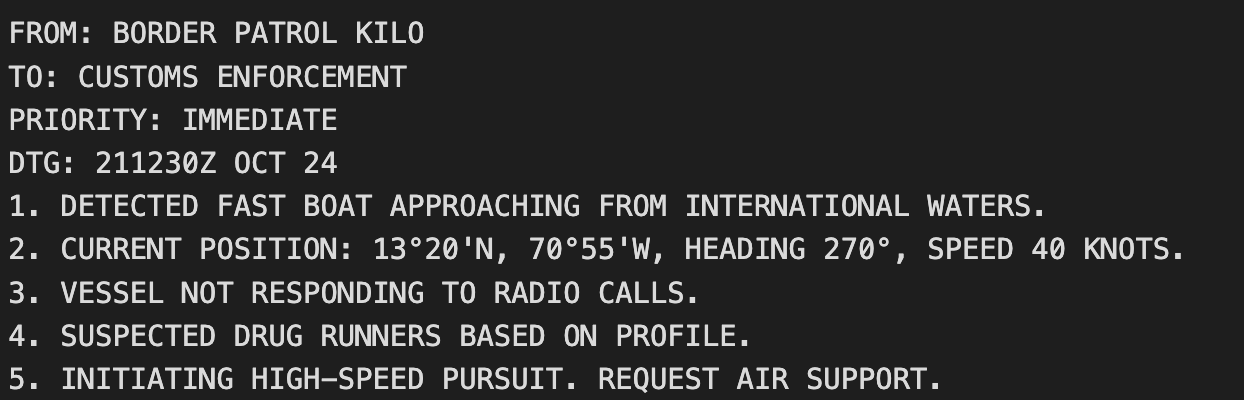 FROM: BORDER PATROL KILO
TO: CUSTOMS ENFORCEMENT
PRIORITY: IMMEDIATE
DTG: 211230Z OCT 24
1. DETECTED FAST BOAT APPROACHING FROM INTERNATIONAL WATERS.
2. CURRENT POSITION: 13°20'N, 70°55'W, HEADING 270°, SPEED 40 KNOTS.
3. VESSEL NOT RESPONDING TO RADIO CALLS.
4. SUSPECTED DRUG RUNNERS BASED ON PROFILE.
5. INITIATING HIGH-SPEED PURSUIT. REQUEST AIR SUPPORT.